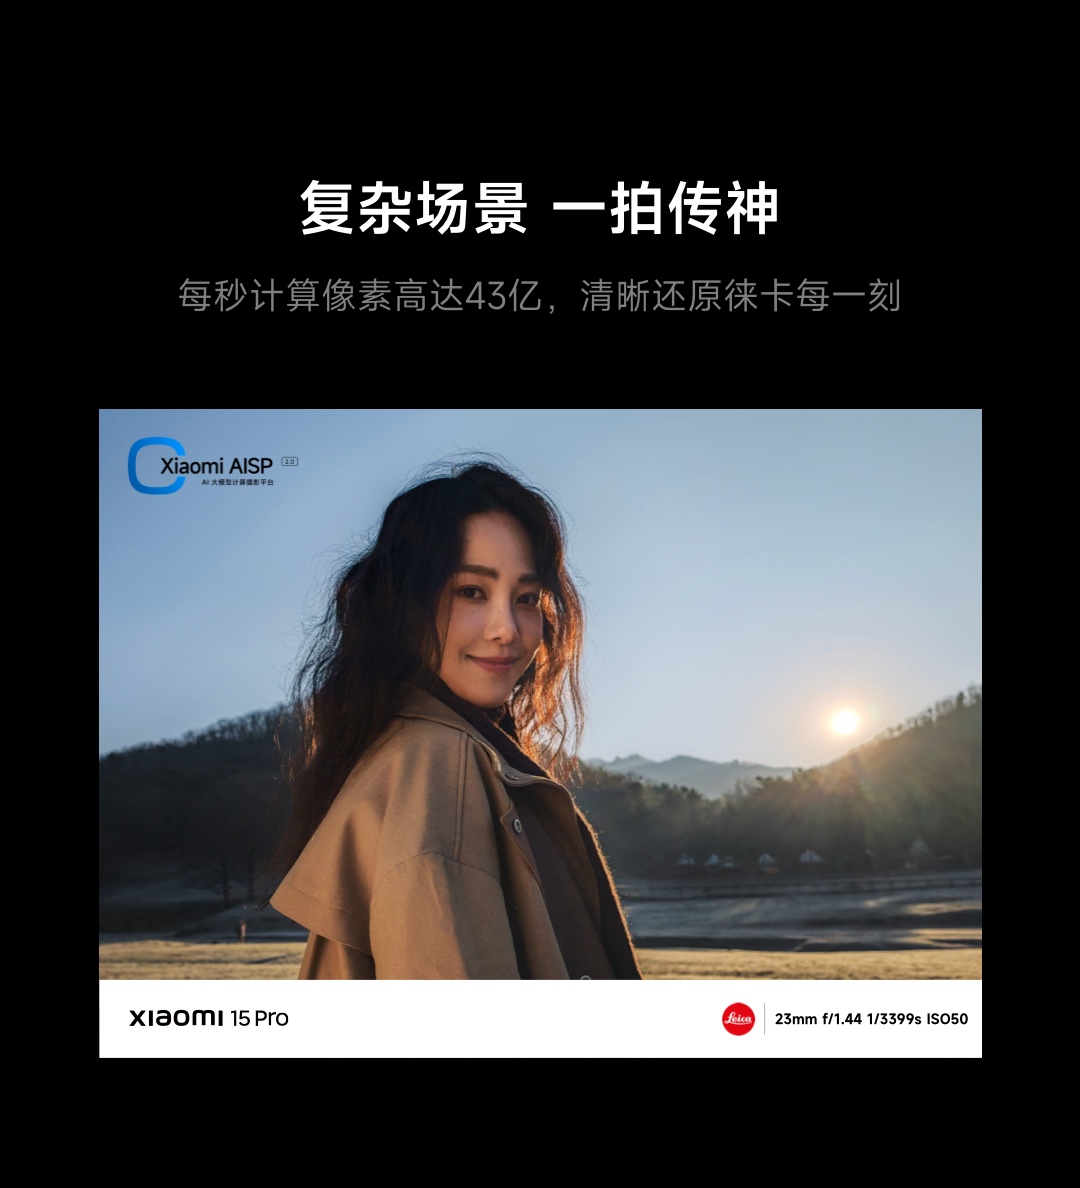 复杂场景 一拍传神
每秒计算像素高达43亿，清晰还原徕卡每一刻
Xiaomi AISP 2.0
AI 大模型计算摄影平台
xiaomi 15 Pro
Leica 23mm f/1.44 1/3399s ISO50